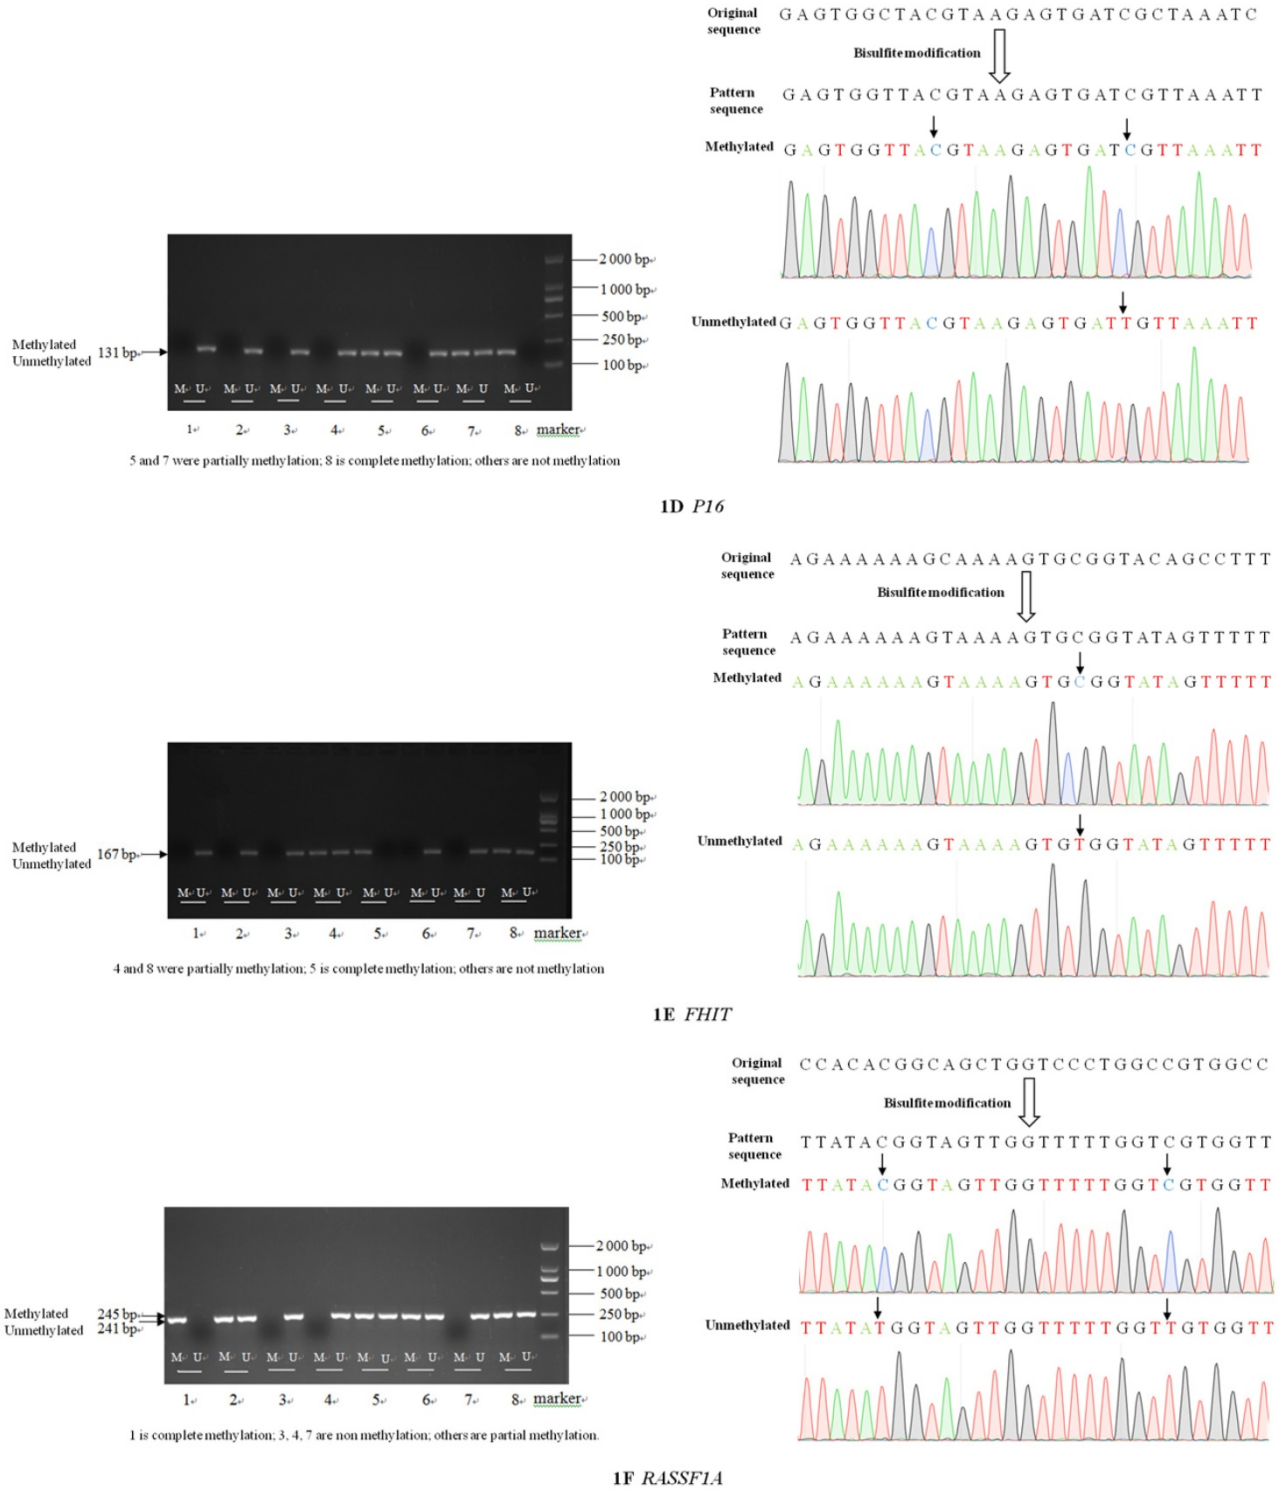 Original
sequence
GAGTGGCTACGTAAGAGTGATCGCTAAATC
Bisulfite modification
Pattern
sequence
GAGTGGTTACGTAAGAGTGATCGTTAAATT
Methylated
GAGTGGTTACGTAAGAGTGATCGTTAAATT
Unmethylated
GAGTGGTTACGTAAGAGTGATTGTTAAATT
2 000 bp
1 000 bp
500 bp
250 bp
100 bp
Methylated
Unmethylated
131 bp
M U M U M U M U M U M U M U M U
1 2 3 4 5 6 7 8 marker
5 and 7 were partially methylation; 8 is complete methylation; others are not methylation
1D P16
Original
sequence
AGAAAAAAGCAAAAGTGCGGTACAGCCTTT
Bisulfite modification
Pattern
sequence
AGAAAAAAGTAAAAGTGCGGTATAGTTTTT
Methylated
AGAAAAAAGTAAAAGTGCGGTATAGTTTTT
Unmethylated
AGAAAAAAGTAAAAGTGTGGTATAGTTTTT
2 000 bp
1 000 bp
500 bp
250 bp
100 bp
Methylated
Unmethylated
167 bp
M U M U M U M U M U M U M U M U
1 2 3 4 5 6 7 8 marker
4 and 8 were partially methylation; 5 is complete methylation; others are not methylation
1E FHIT
Original
sequence
CCACACGGCAGCTGGTCCCTGGCCGTGGCC
Bisulfite modification
Pattern
sequence
TTATACGGTAGTTGGTTTTTGGTCGTGGTT
Methylated
TTATACGGTAGTTGGTTTTTGGTCGTGGTT
Unmethylated
TTATATGGTAGTTGGTTTTTGGTTGTGGTT
2 000 bp
1 000 bp
500 bp
250 bp
100 bp
Methylated
Unmethylated
245 bp
241 bp
M U M U M U M U M U M U M U M U
1 2 3 4 5 6 7 8 marker
1 is complete methylation; 3, 4, 7 are non methylation; others are partial methylation.
1F RASSF1A